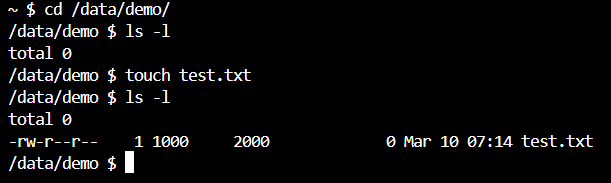 ~ $ cd /data/demo/
/data/demo $ ls -l
total 0
/data/demo $ touch test.txt
/data/demo $ ls -l
total 0
-rw-r--r--    1 1000     2000             0 Mar 10 07:14 test.txt
/data/demo $